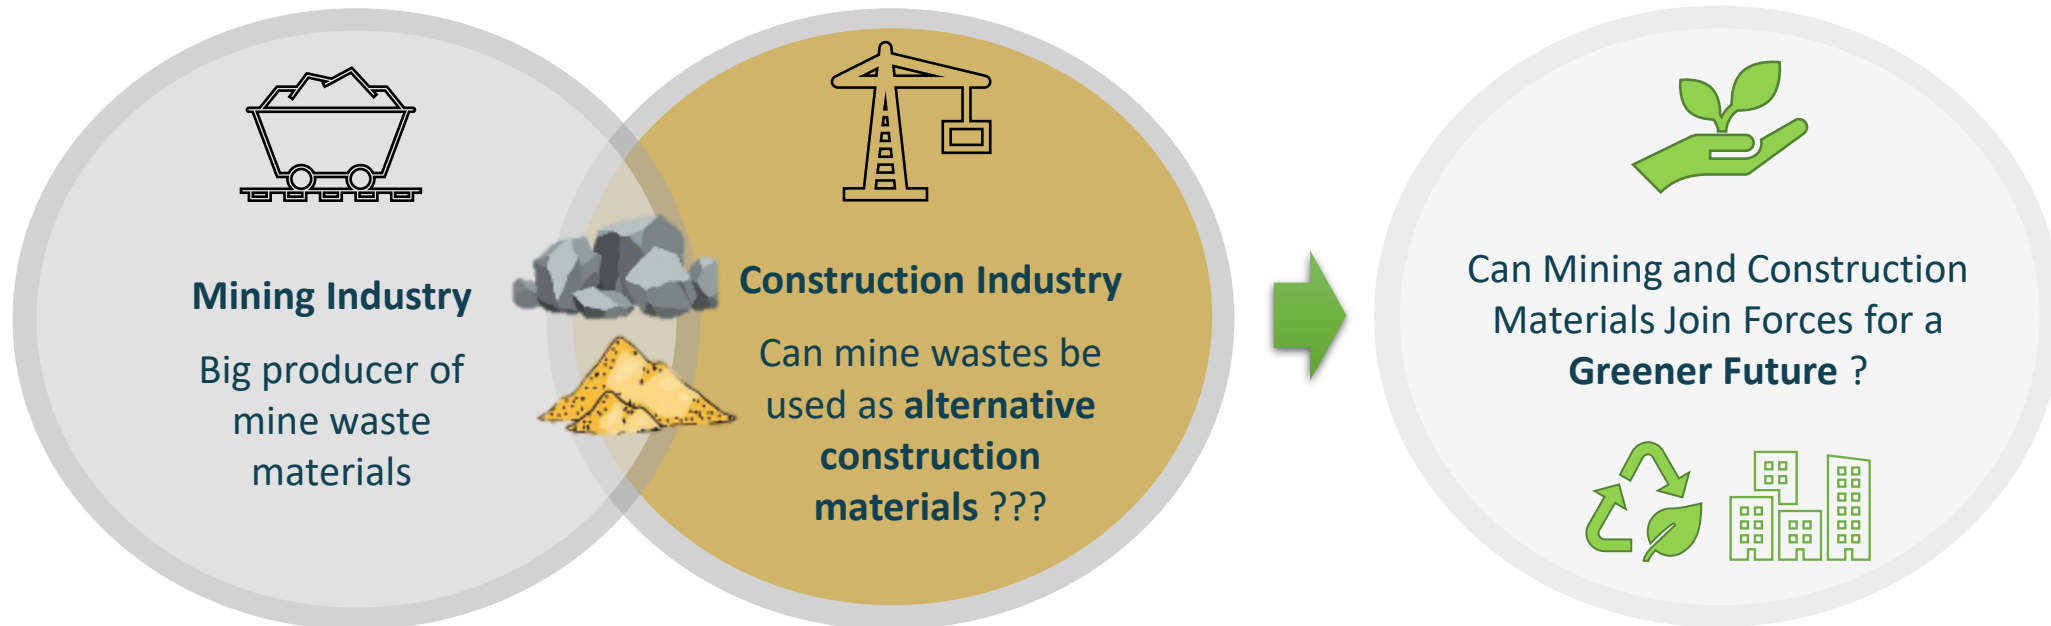 Mining Industry
Big producer of
mine waste
materials
Construction Industry
Can mine wastes be
used as alternative
construction
materials ???
Can Mining and Construction
Materials Join Forces for a
Greener Future ?